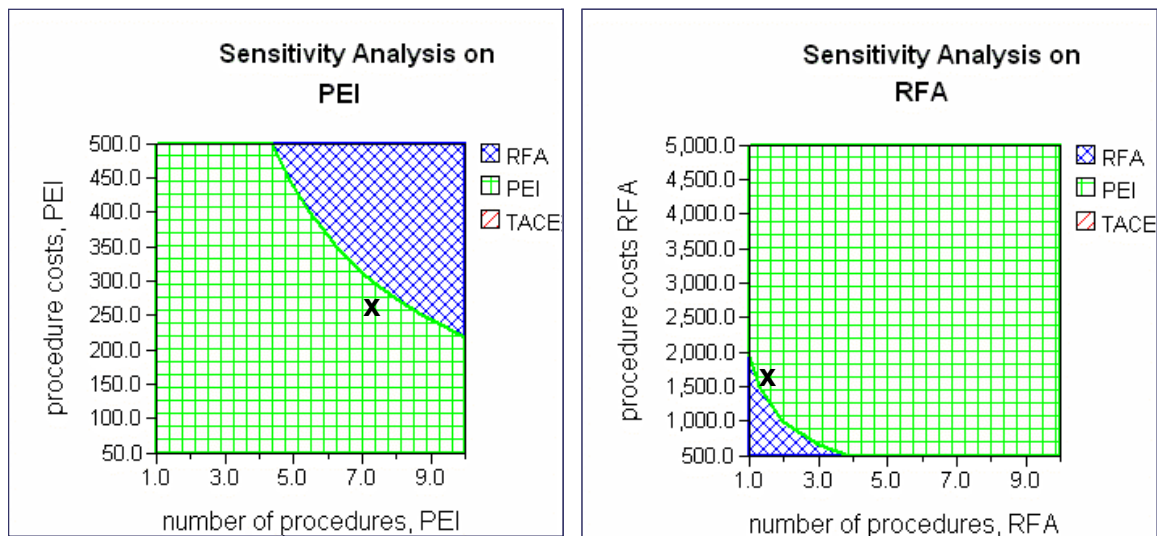 Sensitivity Analysis on
PEI
500.0
450.0
400.0
350.0
300.0
250.0
200.0
150.0
100.0
50.0
procedure costs, PEI
x
1.0 3.0 5.0 7.0 9.0
number of procedures, PEI
RFA
PEI
TACE
Sensitivity Analysis on
RFA
5,000.0
4,500.0
4,000.0
3,500.0
3,000.0
2,500.0
2,000.0
1,500.0
1,000.0
500.0
procedure costs RFA
x
1.0 3.0 5.0 7.0 9.0
number of procedures, RFA
RFA
PEI
TACE